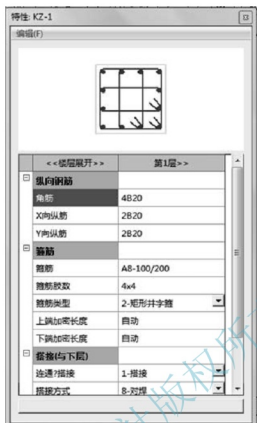 特性: KZ-1
编辑(F)
<<楼层展开>> 第1层>>
纵向钢筋
角筋 4B20
X向纵筋 2B20
Y向纵筋 2B20
箍筋
箍筋 A8-100/200
箍筋肢数 4x4
箍筋类型 2-矩形井字箍
上端加密长度 自动
下端加密长度 自动
搭接(与下层)
连通?搭接 1-搭接
搭接方式 8-对焊